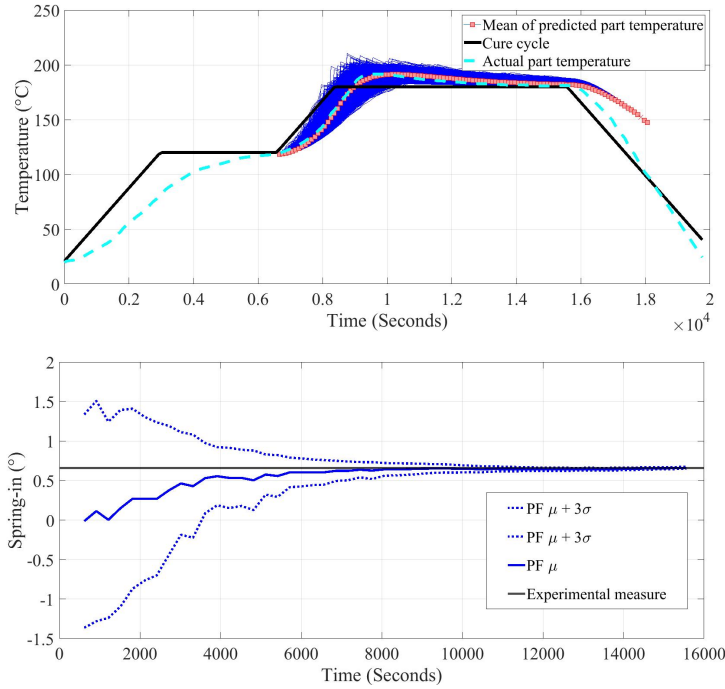 Mean of predicted part temperature
Cure cycle
Actual part temperature
250
200
150
100
50
0
Temperature (°C)
0 0.2 0.4 0.6 0.8 1 1.2 1.4 1.6 1.8 2
Time (Seconds)
×10⁴
2
1.5
1
0.5
0
-0.5
-1
-1.5
Spring-in (°)
PF μ + 3σ
PF μ + 3σ
PF μ
Experimental measure
0 2000 4000 6000 8000 10000 12000 14000 16000
Time (Seconds)